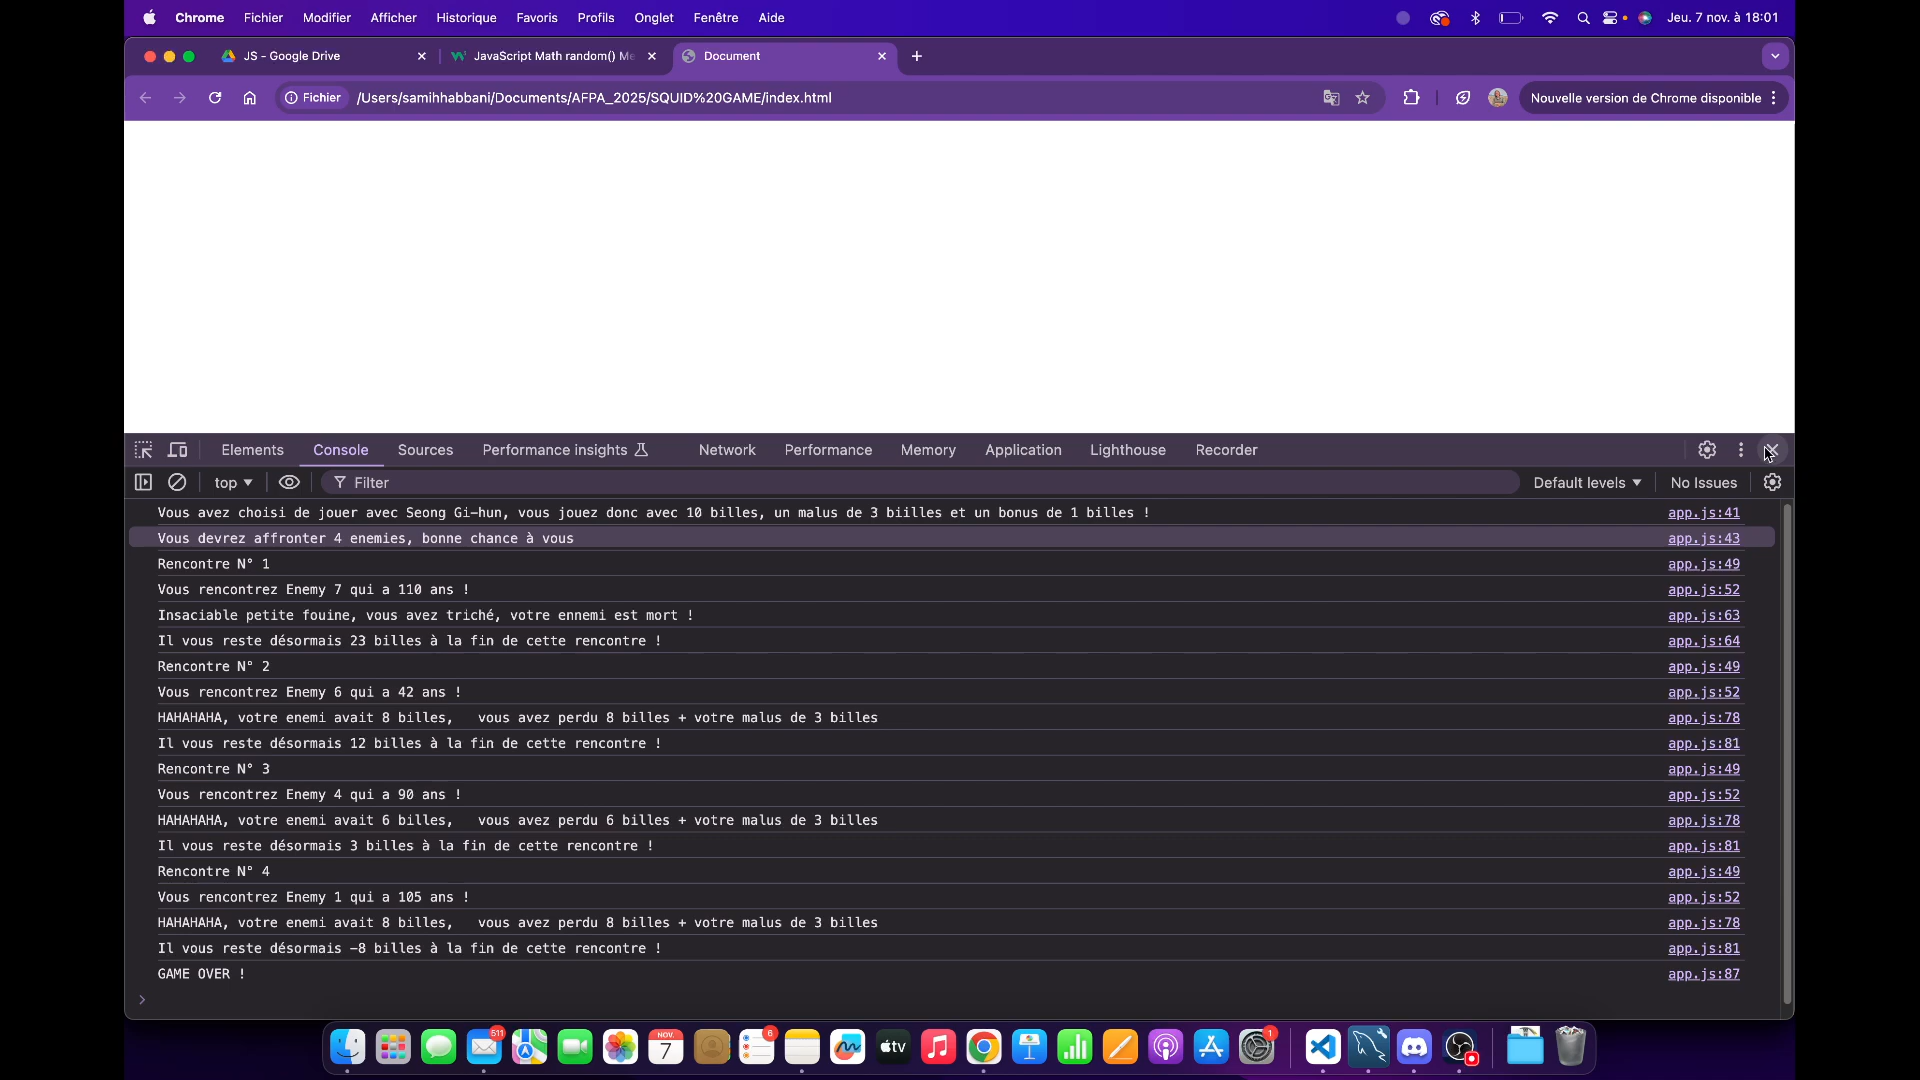 Chrome Fichier Modifier Afficher Historique Favoris Profils Onglet Fenêtre Aide Jeu. 7 nov. à 18:01
JS - Google Drive JavaScript Math random() Me Document
Fichier /Users/samihhabbani/Documents/AFPA_2025/SQUID%20GAME/index.html Nouvelle version de Chrome disponible
Elements Console Sources Performance insights Network Performance Memory Application Lighthouse Recorder
top Filter Default levels No Issues
Vous avez choisi de jouer avec Seong Gi-hun, vous jouez donc avec 10 billes, un malus de 3 biilles et un bonus de 1 billes ! app.js:41
Vous devrez affronter 4 enemies, bonne chance à vous app.js:43
Rencontre N° 1 app.js:49
Vous rencontrez Enemy 7 qui a 110 ans ! app.js:52
Insaciable petite fouine, vous avez triché, votre ennemi est mort ! app.js:63
Il vous reste désormais 23 billes à la fin de cette rencontre ! app.js:64
Rencontre N° 2 app.js:49
Vous rencontrez Enemy 6 qui a 42 ans ! app.js:52
HAHAHAHA, votre enemi avait 8 billes, vous avez perdu 8 billes + votre malus de 3 billes app.js:78
Il vous reste désormais 12 billes à la fin de cette rencontre ! app.js:81
Rencontre N° 3 app.js:49
Vous rencontrez Enemy 4 qui a 90 ans ! app.js:52
HAHAHAHA, votre enemi avait 6 billes, vous avez perdu 6 billes + votre malus de 3 billes app.js:78
Il vous reste désormais 3 billes à la fin de cette rencontre ! app.js:81
Rencontre N° 4 app.js:49
Vous rencontrez Enemy 1 qui a 105 ans ! app.js:52
HAHAHAHA, votre enemi avait 8 billes, vous avez perdu 8 billes + votre malus de 3 billes app.js:78
Il vous reste désormais -8 billes à la fin de cette rencontre ! app.js:81
GAME OVER ! app.js:87
511 NOV. 7 6 tv 1